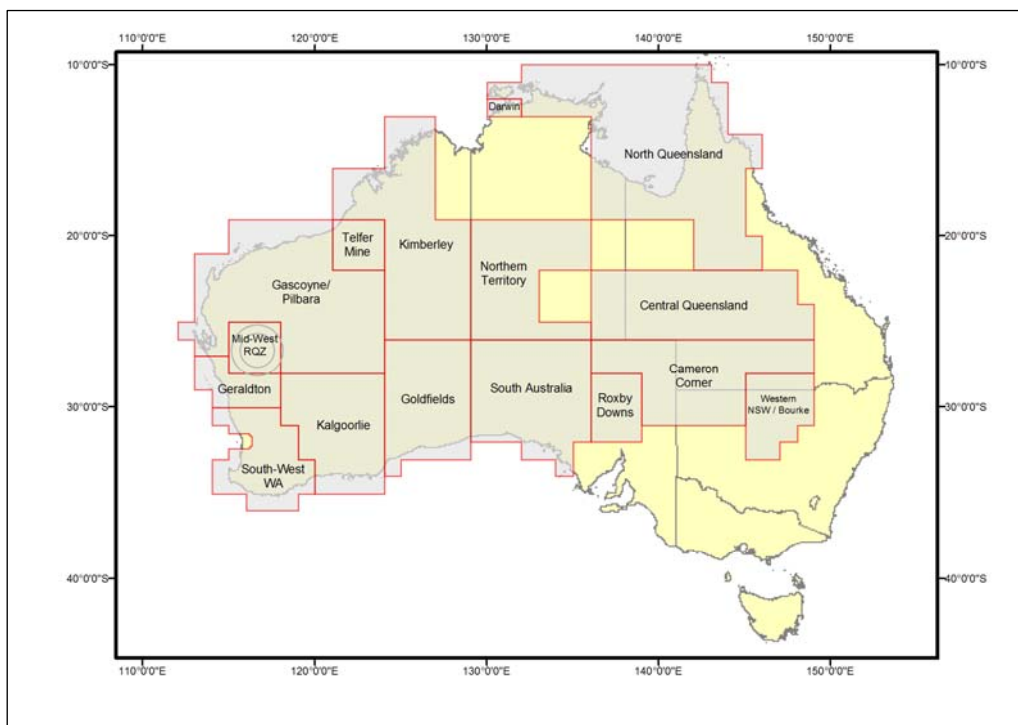 110°0'0"E 120°0'0"E 130°0'0"E 140°0'0"E 150°0'0"E
10°0'0"S 10°0'0"S
Darwin
North Queensland
20°0'0"S 20°0'0"S
Telfer
Mine
Kimberley
Northern
Territory
Gascoyne/
Pilbara
Central Queensland
Mid-West
RQZ
Cameron
Corner
Geraldton
Goldfields
South Australia
Roxby
Downs
Western
NSW / Bourke
30°0'0"S 30°0'0"S
Kalgoorlie
South-West
WA
40°0'0"S 40°0'0"S
110°0'0"E 120°0'0"E 130°0'0"E 140°0'0"E 150°0'0"E